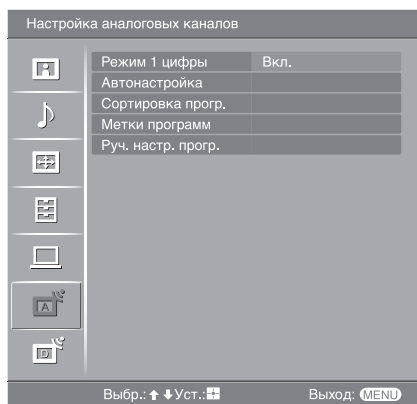 Настройка аналоговых каналов
Режим 1 цифры Вкл.
Автонастройка
Сортировка прогр.
Метки программ
Руч. настр. прогр.
A
D
Выбр.: Уст.: Выход: MENU